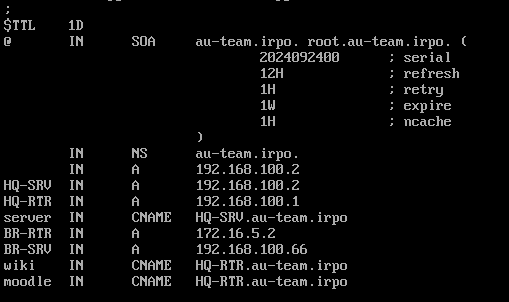 ;
$TTL 1D
@ IN SOA au-team.irpo. root.au-team.irpo. (
2024092400 ; serial
12H ; refresh
1H ; retry
1W ; expire
1H ; ncache
)
IN NS au-team.irpo.
IN A 192.168.100.2
HQ-SRV IN A 192.168.100.2
HQ-RTR IN A 192.168.100.1
server IN CNAME HQ-SRV.au-team.irpo
BR-RTR IN A 172.16.5.2
BR-SRV IN A 192.168.100.66
wiki IN CNAME HQ-RTR.au-team.irpo
moodle IN CNAME HQ-RTR.au-team.irpo